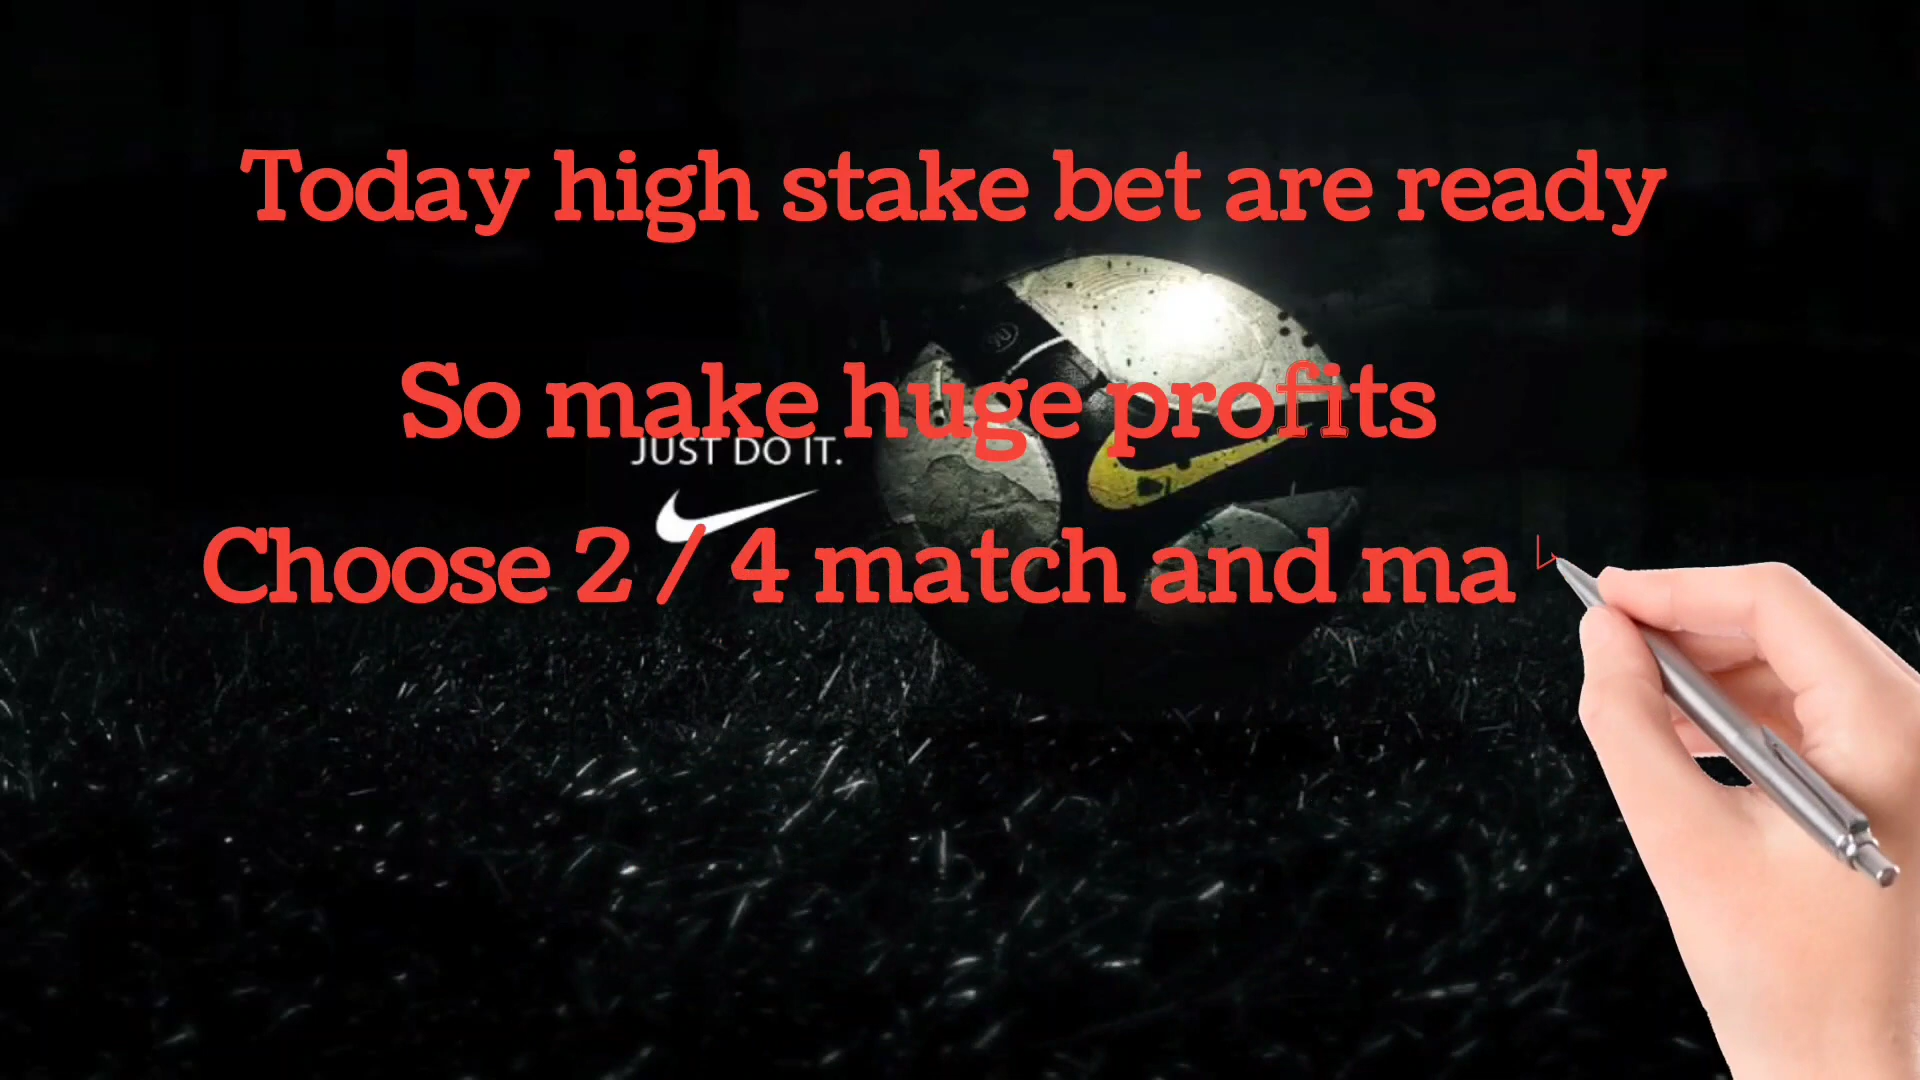 Today high stake bet are ready
So make huge profits
JUST DO IT.
Choose 2 / 4 match and ma